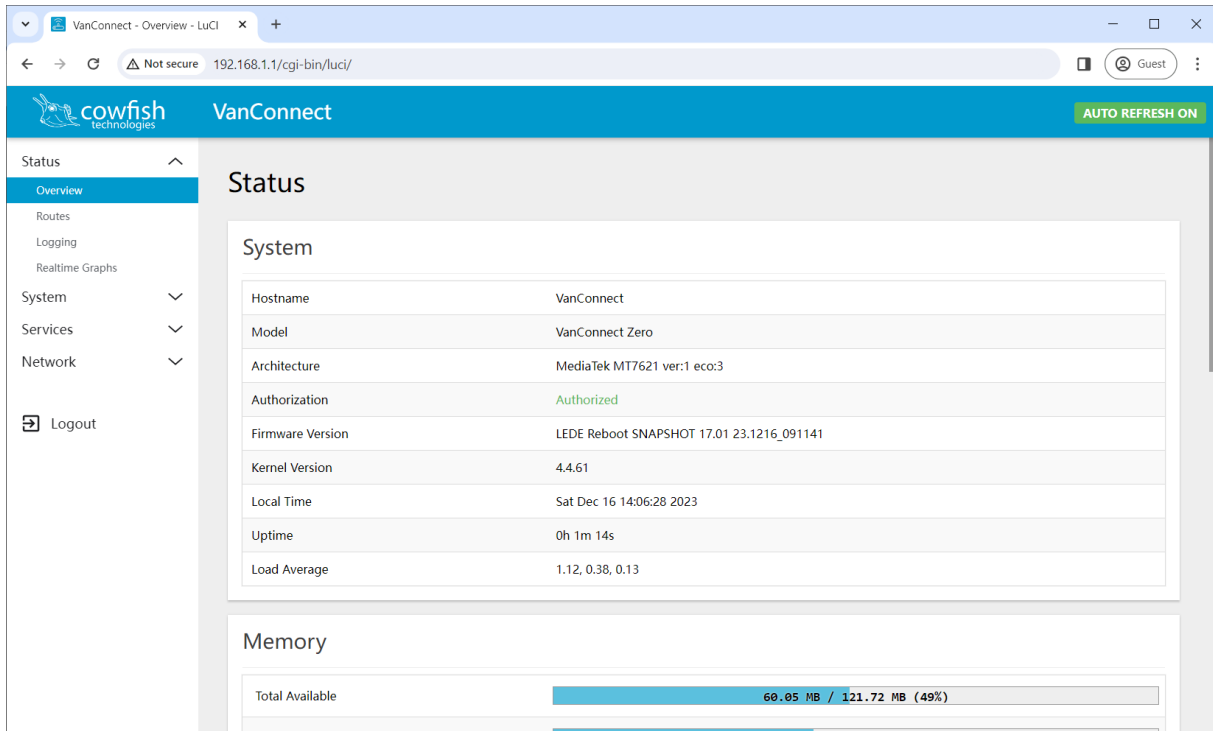 VanConnect - Overview - LuCI
Not secure 192.168.1.1/cgi-bin/luci/
Guest
cowfish
technologies
VanConnect
AUTO REFRESH ON
Status
Overview
Routes
Logging
Realtime Graphs
System
Services
Network
Logout
Status
System
Hostname VanConnect
Model VanConnect Zero
Architecture MediaTek MT7621 ver:1 eco:3
Authorization Authorized
Firmware Version LEDE Reboot SNAPSHOT 17.01 23.1216_091141
Kernel Version 4.4.61
Local Time Sat Dec 16 14:06:28 2023
Uptime 0h 1m 14s
Load Average 1.12, 0.38, 0.13
Memory
Total Available 60.05 MB / 121.72 MB (49%)